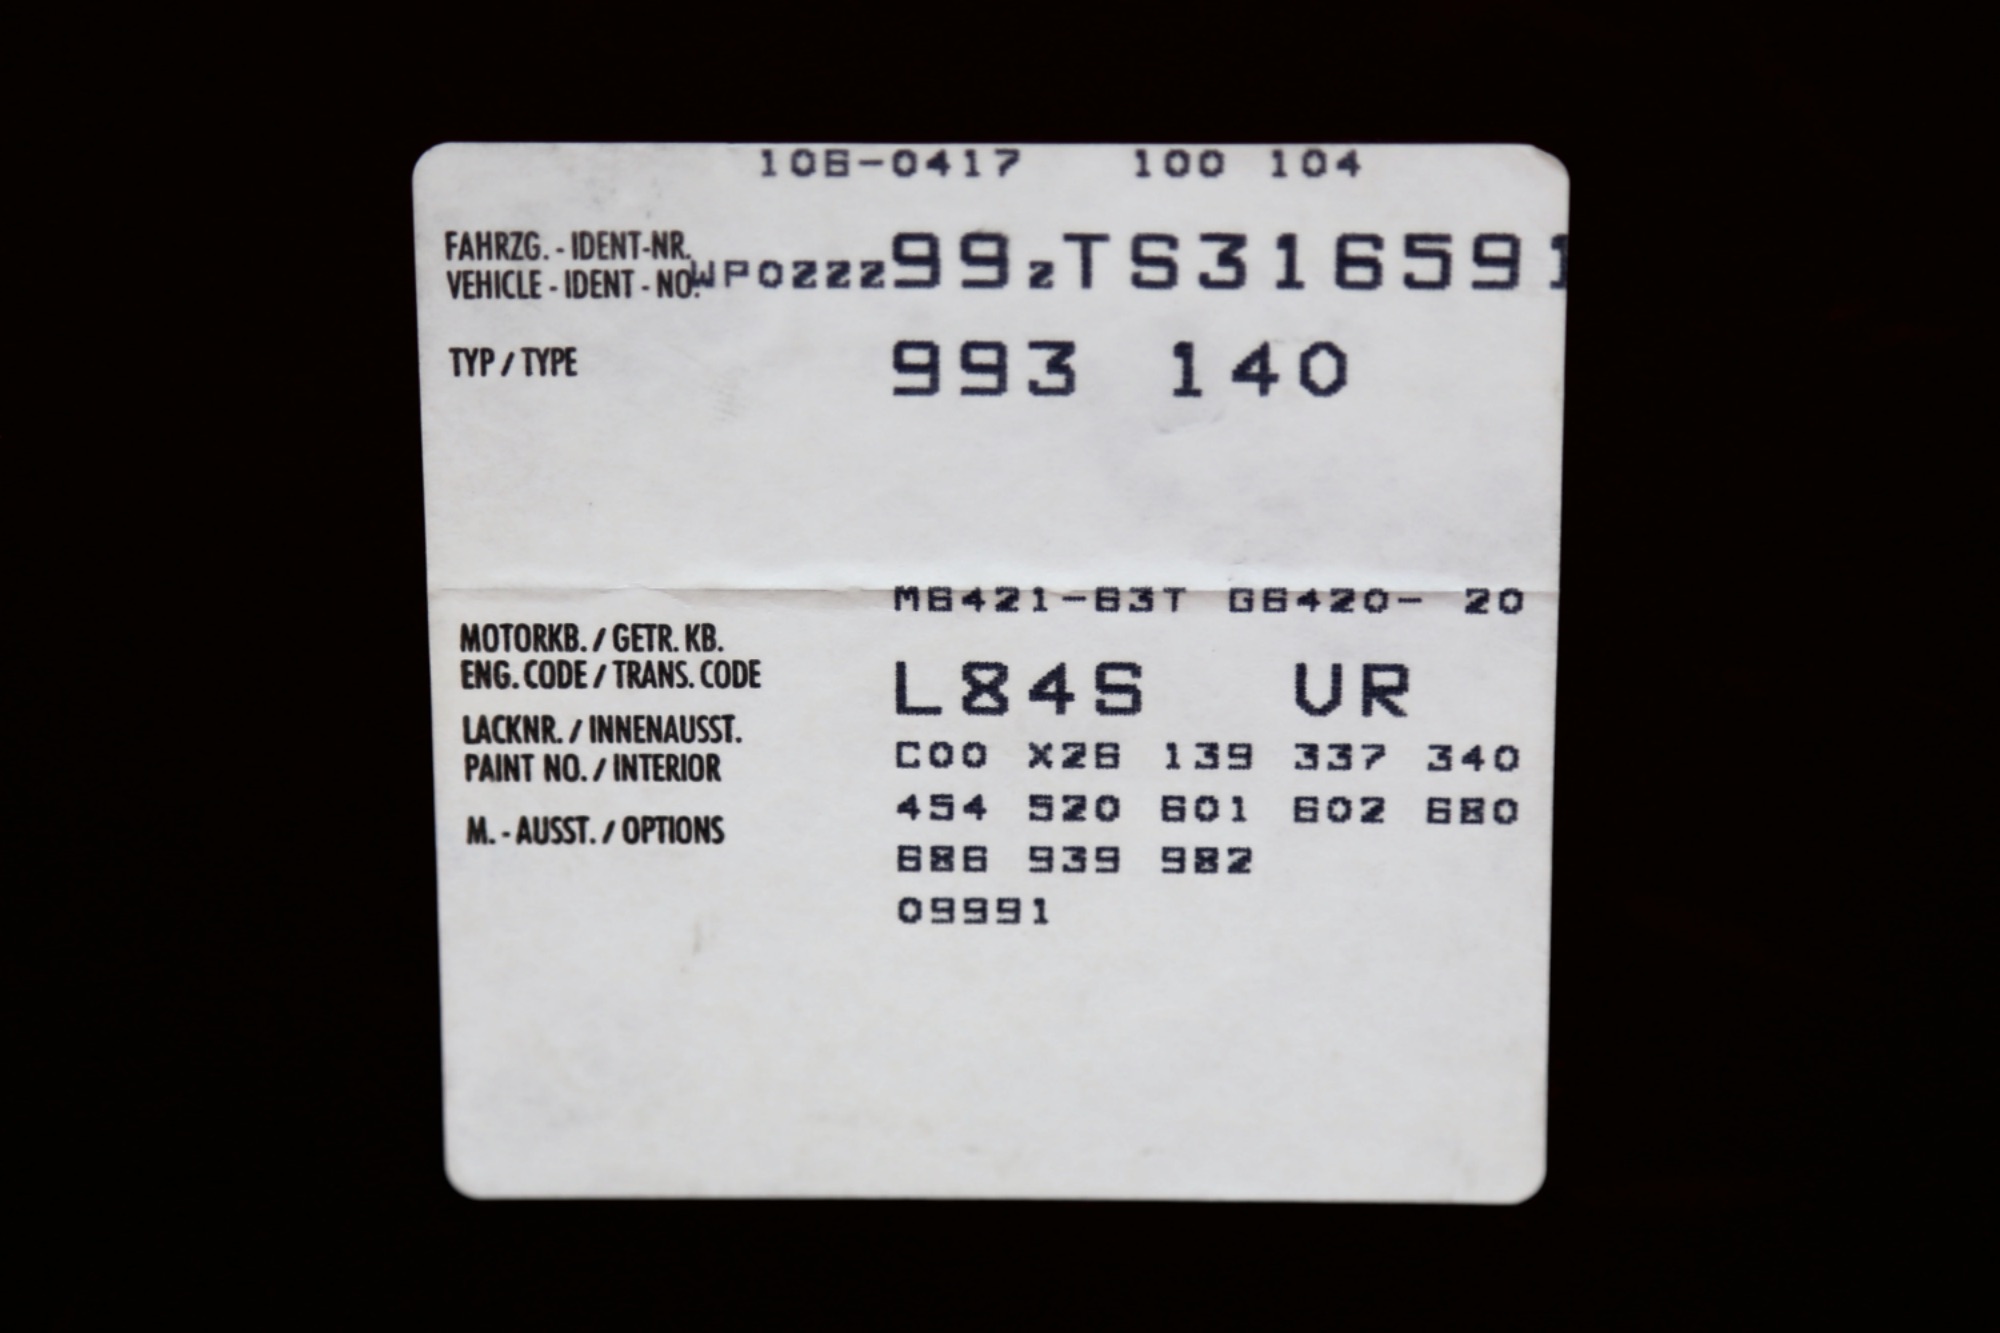 106-0417 100 104
FAHRZG. - IDENT-NR.
VEHICLE - IDENT - NO. WP0ZZZ99ZTS316591
TYP / TYPE 993 140
M6421-63T G6420- 20
MOTORKB. / GETR. KB.
ENG. CODE / TRANS. CODE L84S VR
LACKNR. / INNENAUSST.
PAINT NO. / INTERIOR C00 X26 139 337 340
454 520 601 602 680
M. - AUSST. / OPTIONS
686 939 982
09991